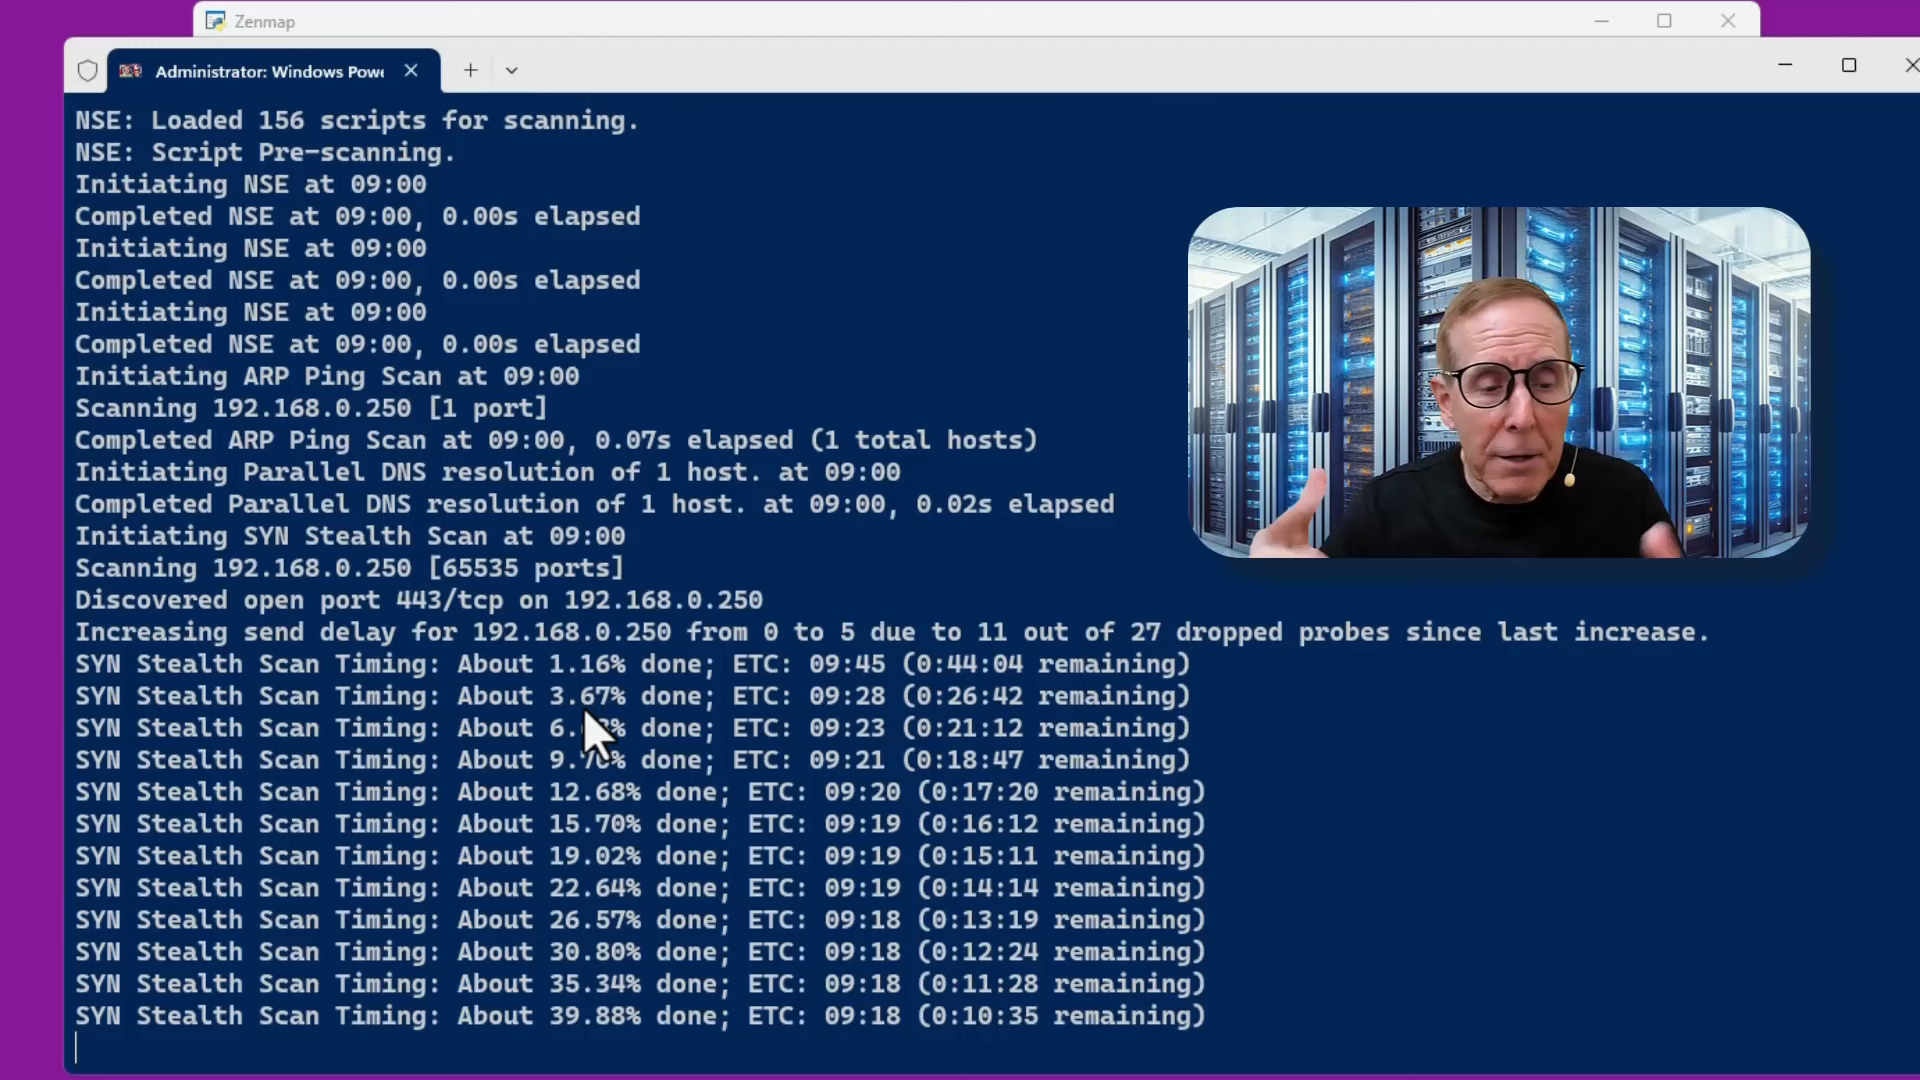 Zenmap
Administrator: Windows Powe
NSE: Loaded 156 scripts for scanning.
NSE: Script Pre-scanning.
Initiating NSE at 09:00
Completed NSE at 09:00, 0.00s elapsed
Initiating NSE at 09:00
Completed NSE at 09:00, 0.00s elapsed
Initiating NSE at 09:00
Completed NSE at 09:00, 0.00s elapsed
Initiating ARP Ping Scan at 09:00
Scanning 192.168.0.250 [1 port]
Completed ARP Ping Scan at 09:00, 0.07s elapsed (1 total hosts)
Initiating Parallel DNS resolution of 1 host. at 09:00
Completed Parallel DNS resolution of 1 host. at 09:00, 0.02s elapsed
Initiating SYN Stealth Scan at 09:00
Scanning 192.168.0.250 [65535 ports]
Discovered open port 443/tcp on 192.168.0.250
Increasing send delay for 192.168.0.250 from 0 to 5 due to 11 out of 27 dropped probes since last increase.
SYN Stealth Scan Timing: About 1.16% done; ETC: 09:45 (0:44:04 remaining)
SYN Stealth Scan Timing: About 3.67% done; ETC: 09:28 (0:26:42 remaining)
SYN Stealth Scan Timing: About done; ETC: 09:23 (0:21:12 remaining)
SYN Stealth Scan Timing: About done; ETC: 09:21 (0:18:47 remaining)
SYN Stealth Scan Timing: About 12.68% done; ETC: 09:20 (0:17:20 remaining)
SYN Stealth Scan Timing: About 15.70% done; ETC: 09:19 (0:16:12 remaining)
SYN Stealth Scan Timing: About 19.02% done; ETC: 09:19 (0:15:11 remaining)
SYN Stealth Scan Timing: About 22.64% done; ETC: 09:19 (0:14:14 remaining)
SYN Stealth Scan Timing: About 26.57% done; ETC: 09:18 (0:13:19 remaining)
SYN Stealth Scan Timing: About 30.80% done; ETC: 09:18 (0:12:24 remaining)
SYN Stealth Scan Timing: About 35.34% done; ETC: 09:18 (0:11:28 remaining)
SYN Stealth Scan Timing: About 39.88% done; ETC: 09:18 (0:10:35 remaining)